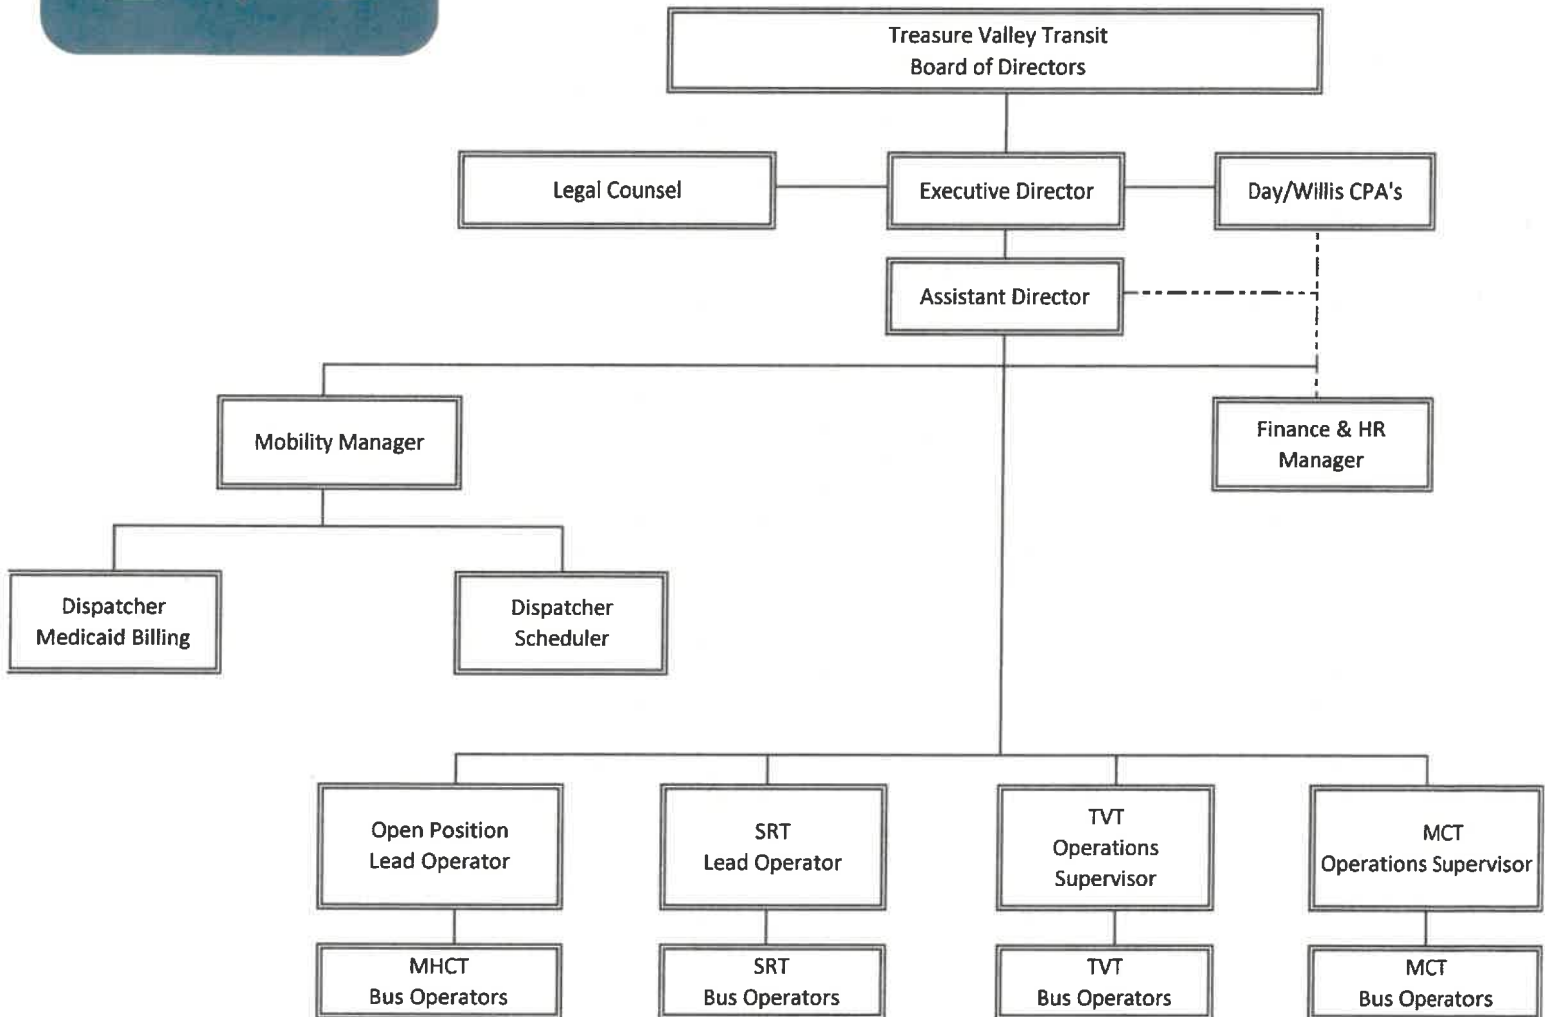 Treasure Valley Transit
Board of Directors
Legal Counsel
Executive Director
Day/Willis CPA's
Assistant Director
Mobility Manager
Finance & HR
Manager
Dispatcher
Medicaid Billing
Dispatcher
Scheduler
Open Position
Lead Operator
SRT
Lead Operator
TVT
Operations
Supervisor
MCT
Operations Supervisor
MHCT
Bus Operators
SRT
Bus Operators
TVT
Bus Operators
MCT
Bus Operators